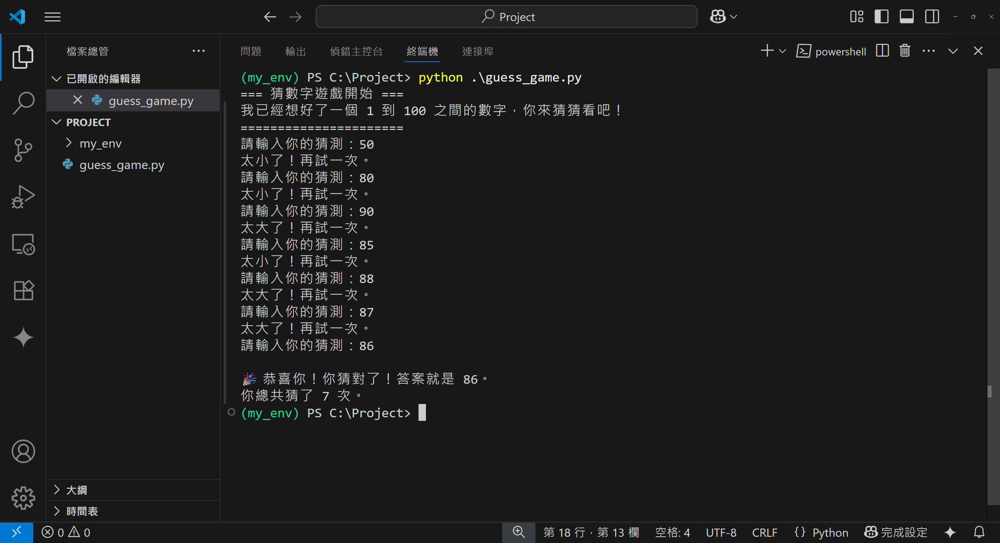 Project
檔案總管
已開啟的編輯器
guess_game.py
PROJECT
my_env
guess_game.py
大綱
時間表
問題 輸出 偵錯主控台 終端機 連接埠
powershell
(my_env) PS C:\Project> python .\guess_game.py
=== 猜數字遊戲開始 ===
我已經想好了一個 1 到 100 之間的數字，你來猜猜看吧！
======================
請輸入你的猜測：50
太小了！再試一次。
請輸入你的猜測：80
太小了！再試一次。
請輸入你的猜測：90
太大了！再試一次。
請輸入你的猜測：85
太小了！再試一次。
請輸入你的猜測：88
太大了！再試一次。
請輸入你的猜測：87
太大了！再試一次。
請輸入你的猜測：86
🎉 恭喜你！你猜對了！答案就是 86。
你總共猜了 7 次。
(my_env) PS C:\Project>
0 0
第 18 行，第 13 欄 空格: 4 UTF-8 CRLF {} Python 完成設定